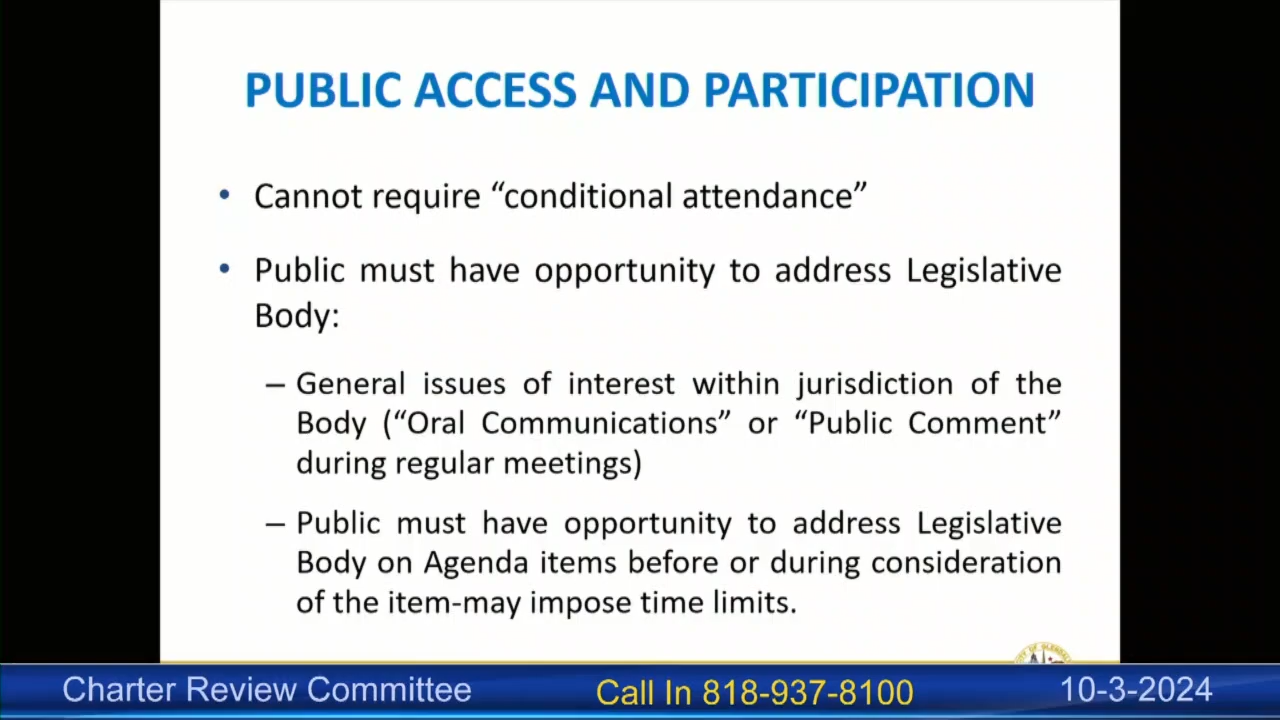 PUBLIC ACCESS AND PARTICIPATION
• Cannot require “conditional attendance”
• Public must have opportunity to address Legislative
Body:
– General issues of interest within jurisdiction of the
Body (“Oral Communications” or “Public Comment”
during regular meetings)
– Public must have opportunity to address Legislative
Body on Agenda items before or during consideration
of the item-may impose time limits.
Charter Review Committee
Call In 818-937-8100
10-3-2024